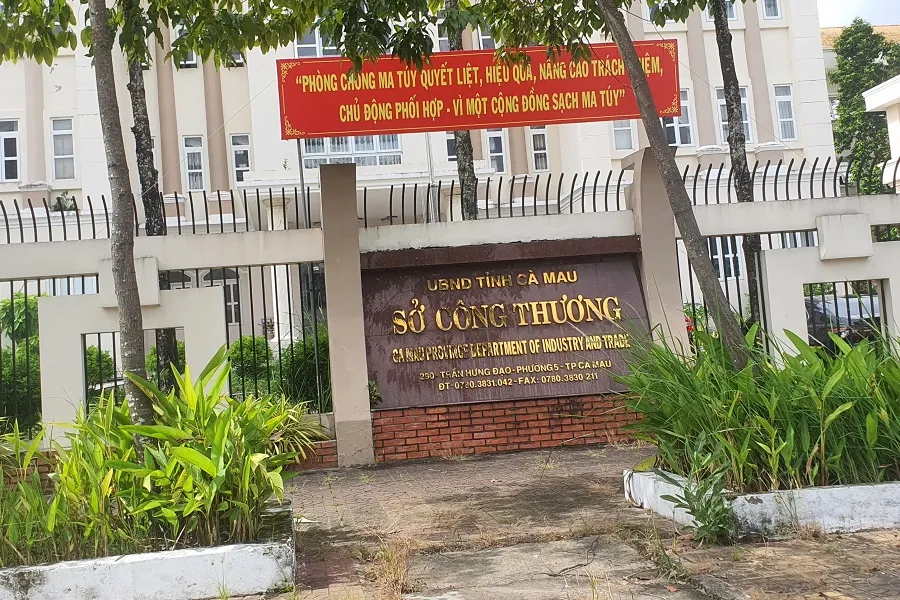 "PHÒNG CHỐNG MA TÚY QUYẾT LIỆT, HIỆU QUẢ, NÂNG CAO TRÁCH
CHỦ ĐỘNG PHỐI HỢP - VÌ MỘT CỘNG ĐỒNG SẠCH MA TÚY"
UBND TỈNH CÀ MAU
SỞ CÔNG THƯƠNG
CA MAU PROVINCE DEPARTMENT OF INDUSTRY AND TRADE
290, TRẦN HƯNG ĐẠO - PHƯỜNG 5 - TP CÀ MAU
ĐT: 0780.3831.042 - FAX: 0780.3830 211